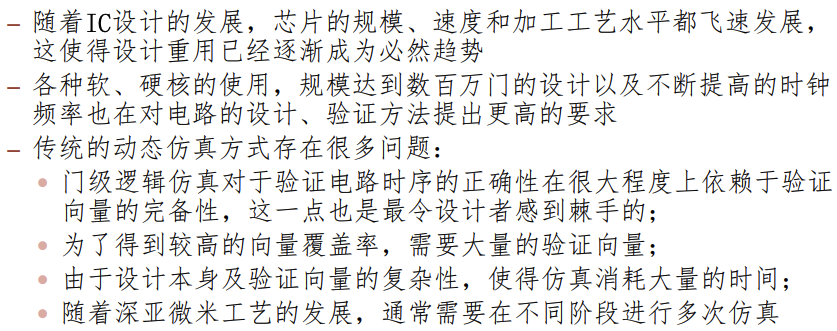 – 随着IC设计的发展，芯片的规模、速度和加工工艺水平都飞速发展，
这使得设计重用已经逐渐成为必然趋势
– 各种软、硬核的使用，规模达到数百万门的设计以及不断提高的时钟
频率也在对电路的设计、验证方法提出更高的要求
– 传统的动态仿真方式存在很多问题：
• 门级逻辑仿真对于验证电路时序的正确性在很大程度上依赖于验证
向量的完备性，这一点也是最令设计者感到棘手的；
• 为了得到较高的向量覆盖率，需要大量的验证向量；
• 由于设计本身及验证向量的复杂性，使得仿真消耗大量的时间；
• 随着深亚微米工艺的发展，通常需要在不同阶段进行多次仿真